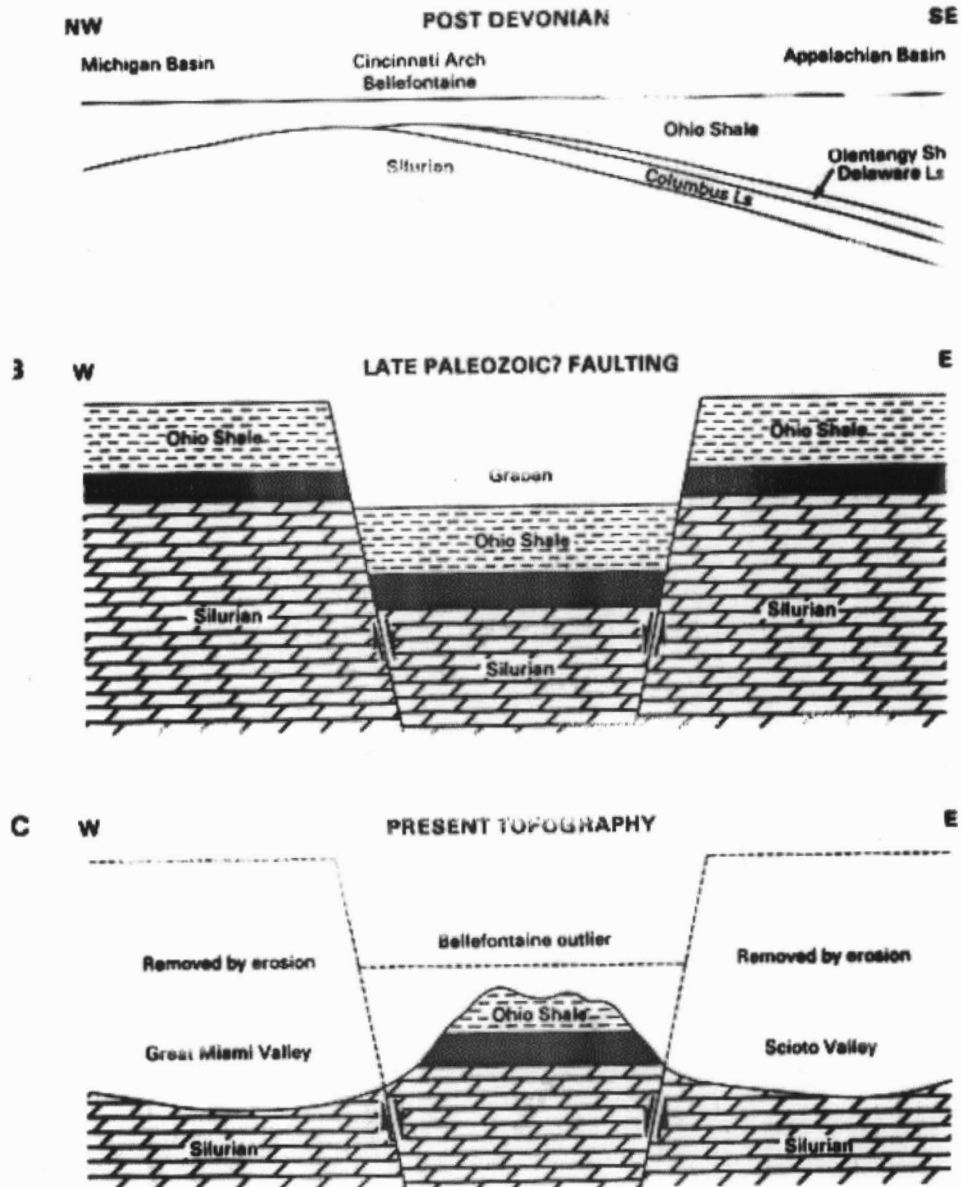 NW
POST DEVONIAN
SE
Michigan Basin
Cincinnati Arch
Bellefontaine
Appalachian Basin
Ohio Shale
Olentangy Sh
Delaware Ls
Silurian
Columbus Ls
B
W
LATE PALEOZOIC? FAULTING
E
Ohio Shale
Ohio Shale
Graben
Ohio Shale
Silurian
Silurian
Silurian
C
W
PRESENT TOPOGRAPHY
E
Bellefontaine outlier
Removed by erosion
Removed by erosion
Ohio Shale
Great Miami Valley
Scioto Valley
Silurian
Silurian